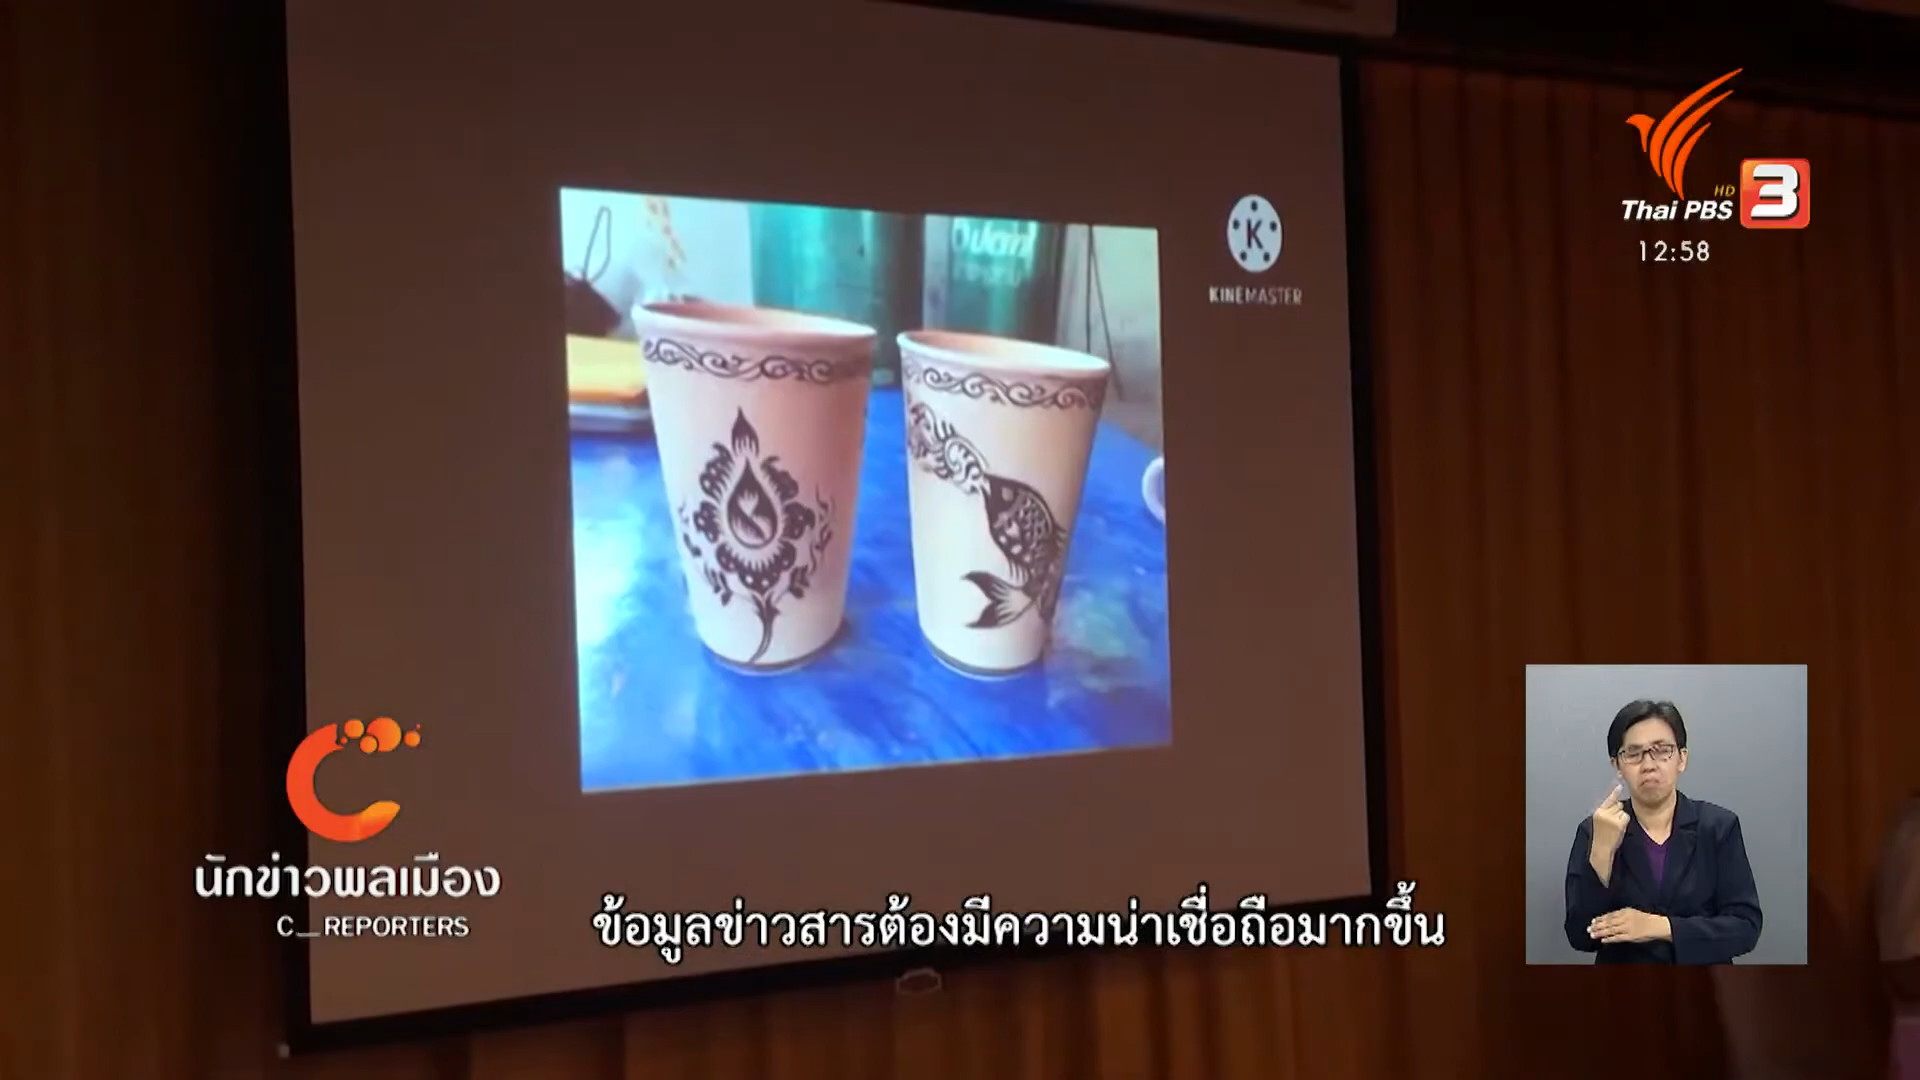 Thai PBS
HD
3
12:58
K
KINEMASTER
นักข่าวพลเมือง
C_REPORTERS
ข้อมูลข่าวสารต้องมีความน่าเชื่อถือมากขึ้น